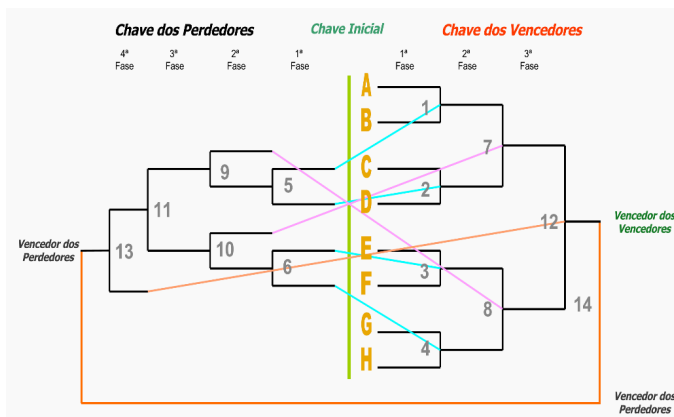 Chave dos Perdedores
Chave Inicial
Chave dos Vencedores
4ª
Fase
3ª
Fase
2ª
Fase
1ª
Fase
1ª
Fase
2ª
Fase
3ª
Fase
A
B
C
D
E
F
G
H
1
2
3
4
5
6
7
8
9
10
11
12
13
14
Vencedor dos
Perdedores
Vencedor dos
Vencedores
Vencedor dos
Perdedores